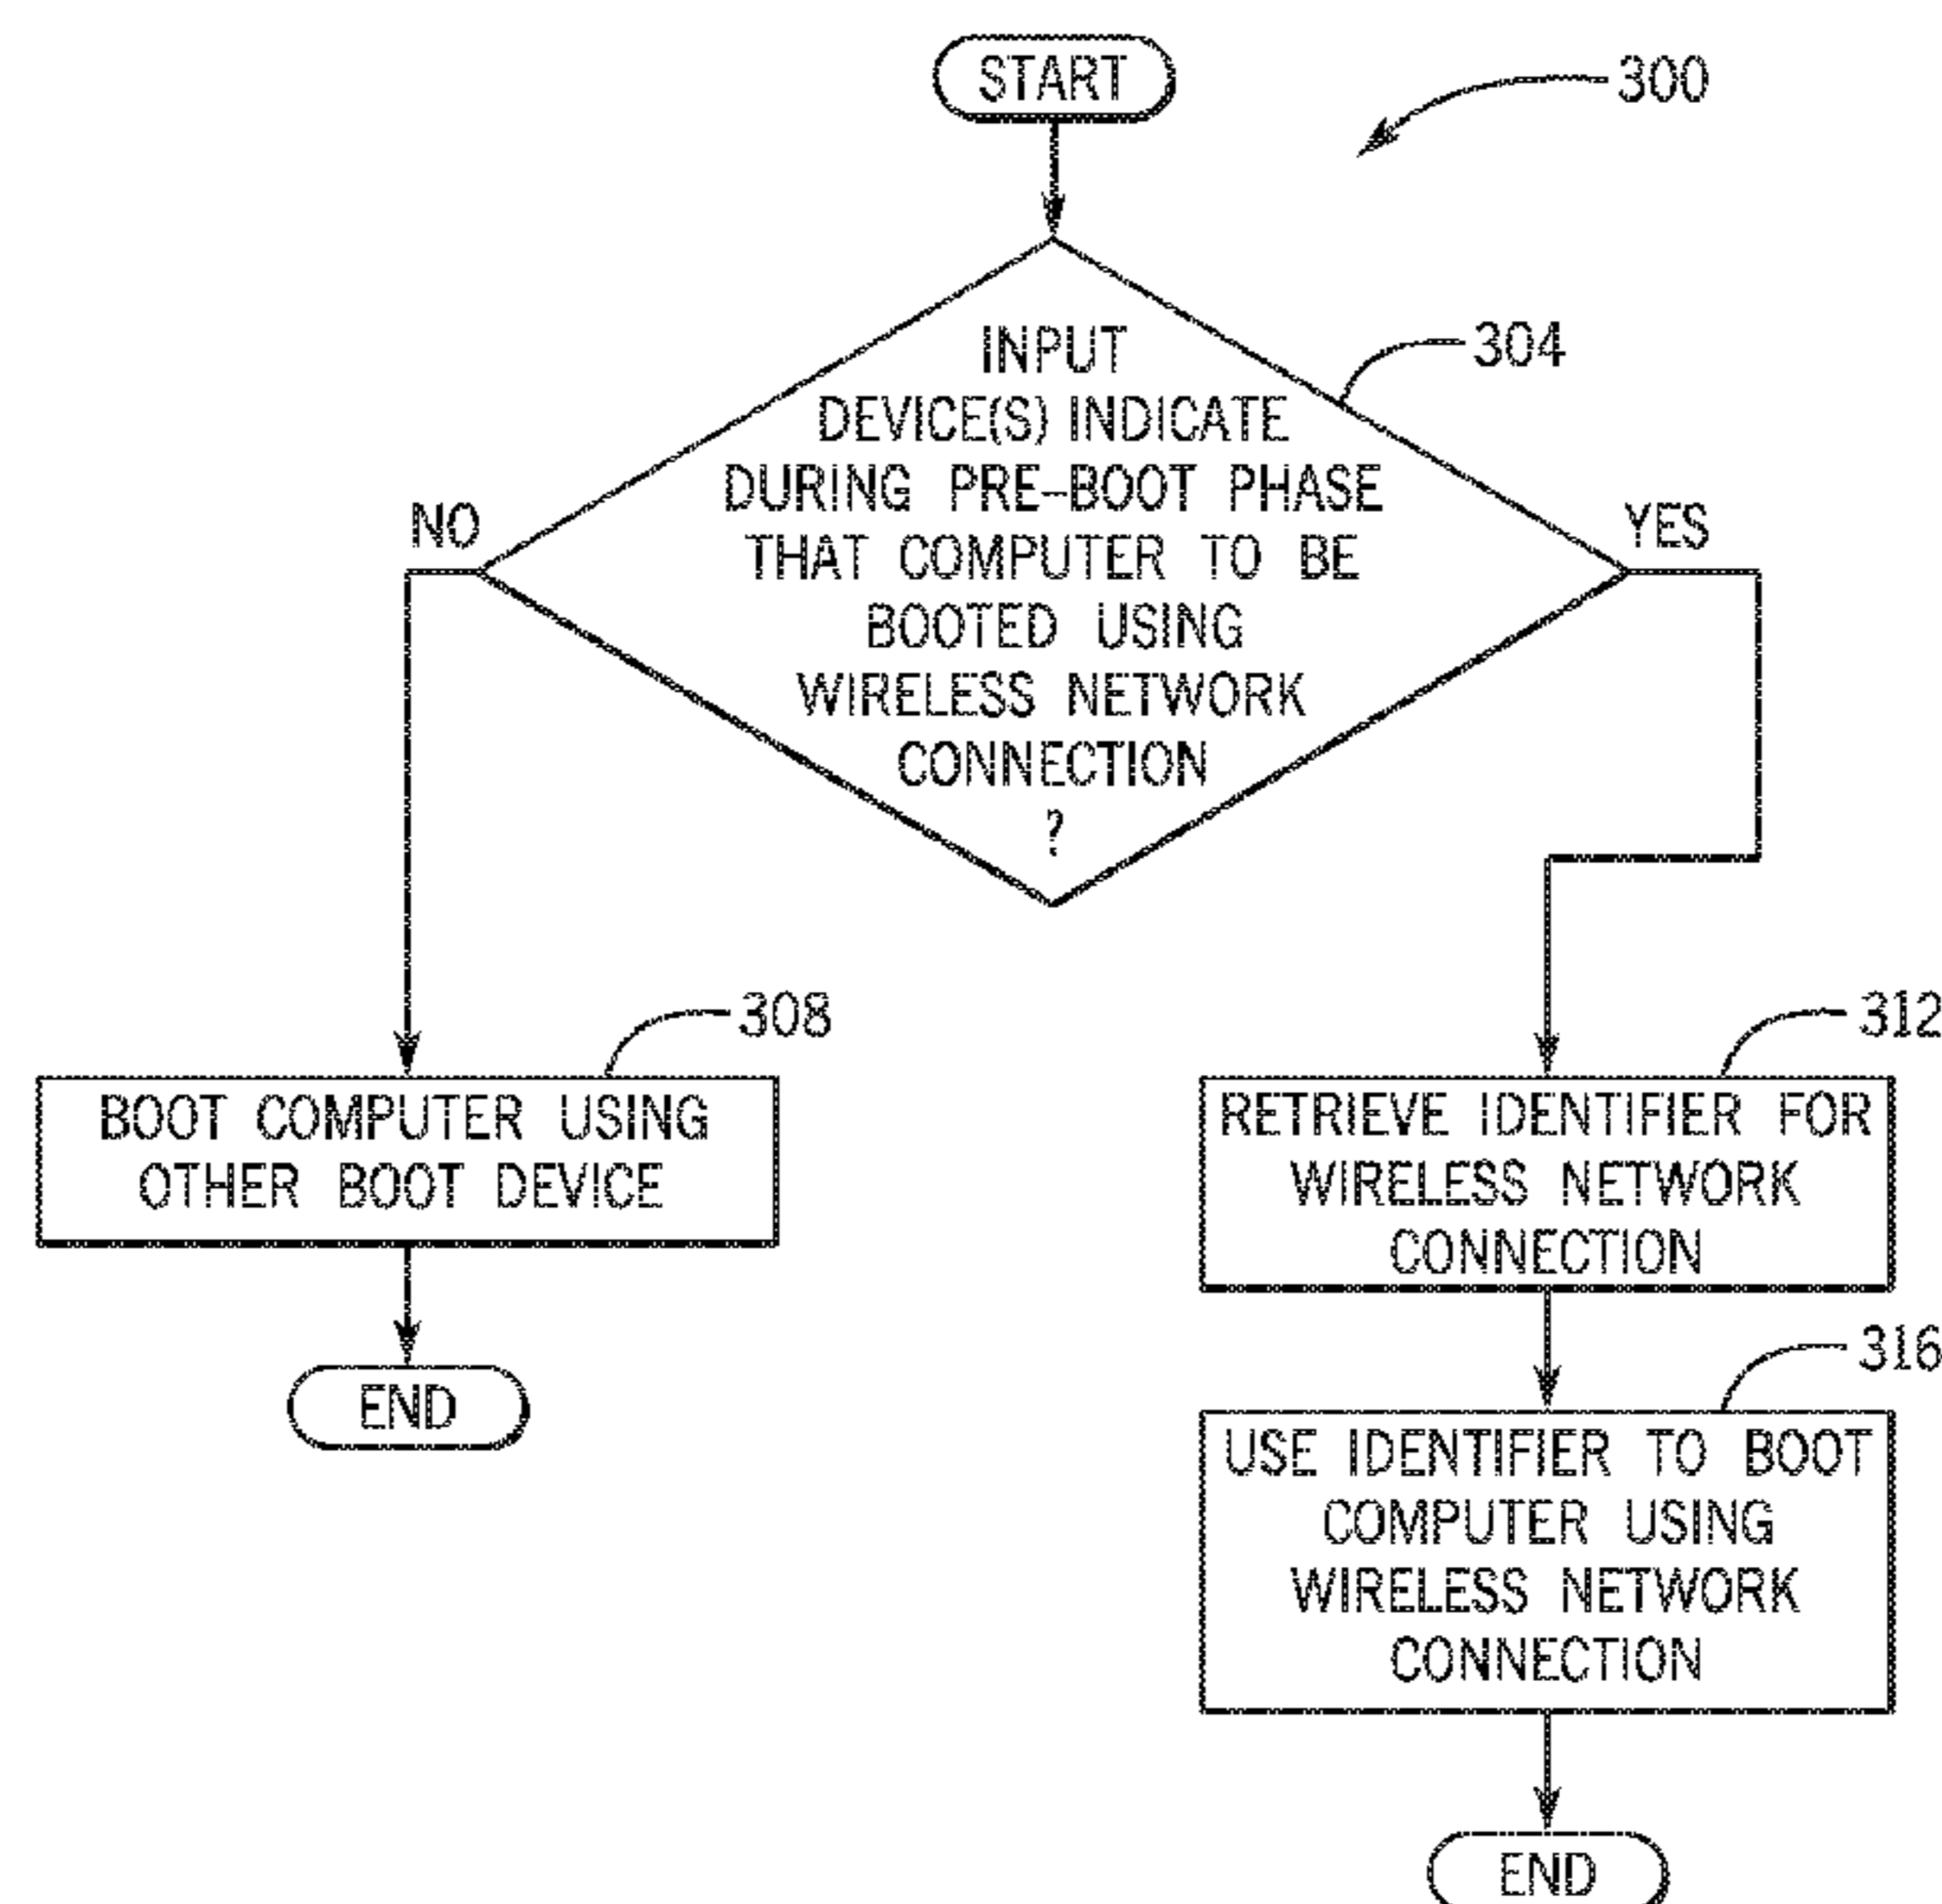 START
300
INPUT
DEVICE(S) INDICATE
DURING PRE-BOOT PHASE
THAT COMPUTER TO BE
BOOTED USING
WIRELESS NETWORK
CONNECTION
?
304
NO
YES
308
BOOT COMPUTER USING
OTHER BOOT DEVICE
END
312
RETRIEVE IDENTIFIER FOR
WIRELESS NETWORK
CONNECTION
316
USE IDENTIFIER TO BOOT
COMPUTER USING
WIRELESS NETWORK
CONNECTION
END